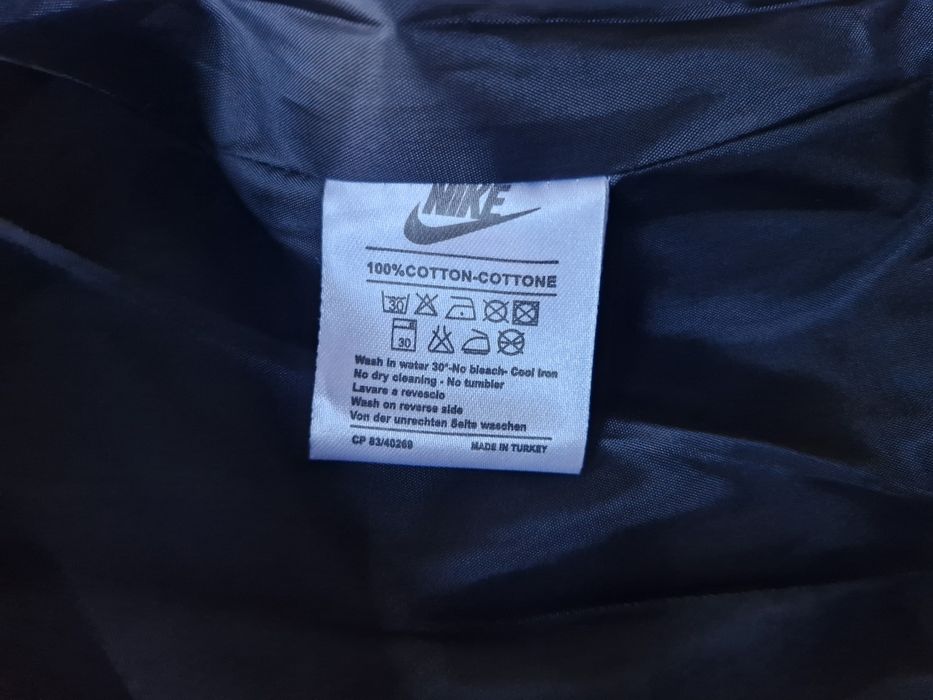 NIKE
100%COTTON-COTTONE
30
30
Wash in water 30°-No bleach- Cool Iron
No dry cleaning - No tumbler
Lavare a revescio
Wash on reverse side
Von der unrechten Seite waschen
CP 83/40269 MADE IN TURKEY